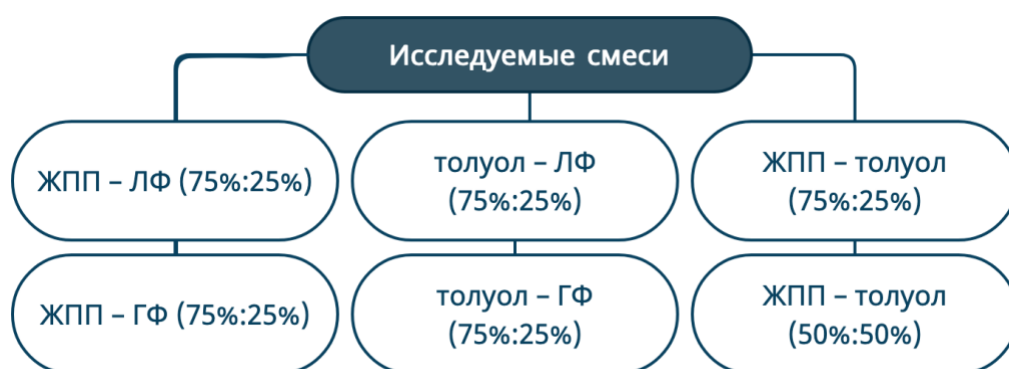 Исследуемые смеси
ЖПП – ЛФ (75%:25%)
толуол – ЛФ
(75%:25%)
ЖПП – толуол
(75%:25%)
ЖПП – ГФ (75%:25%)
толуол – ГФ
(75%:25%)
ЖПП – толуол
(50%:50%)